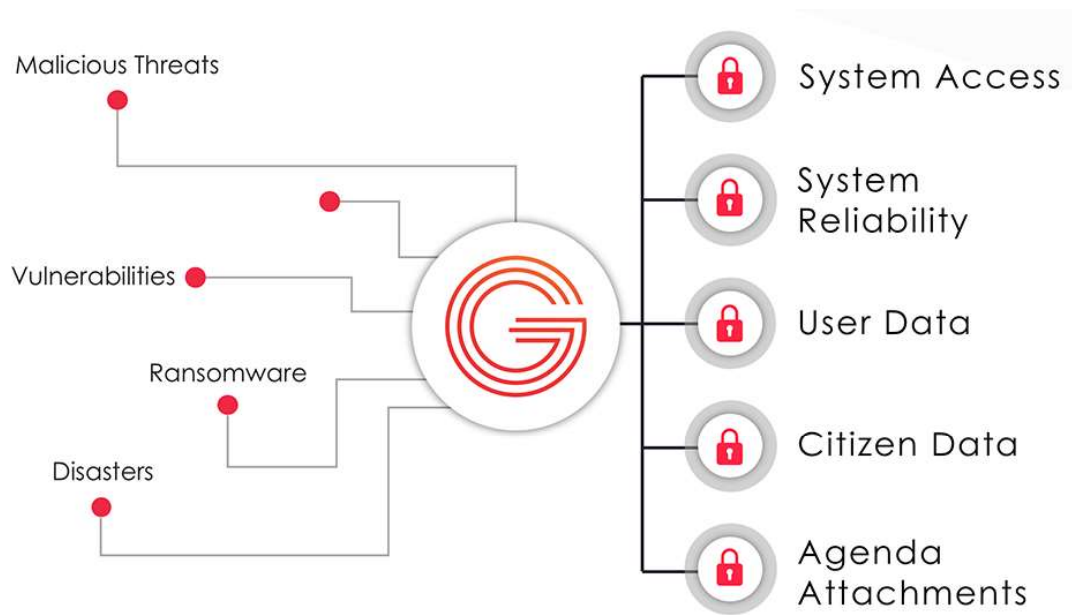 Malicious Threats
Vulnerabilities
Ransomware
Disasters
System Access
System
Reliability
User Data
Citizen Data
Agenda
Attachments